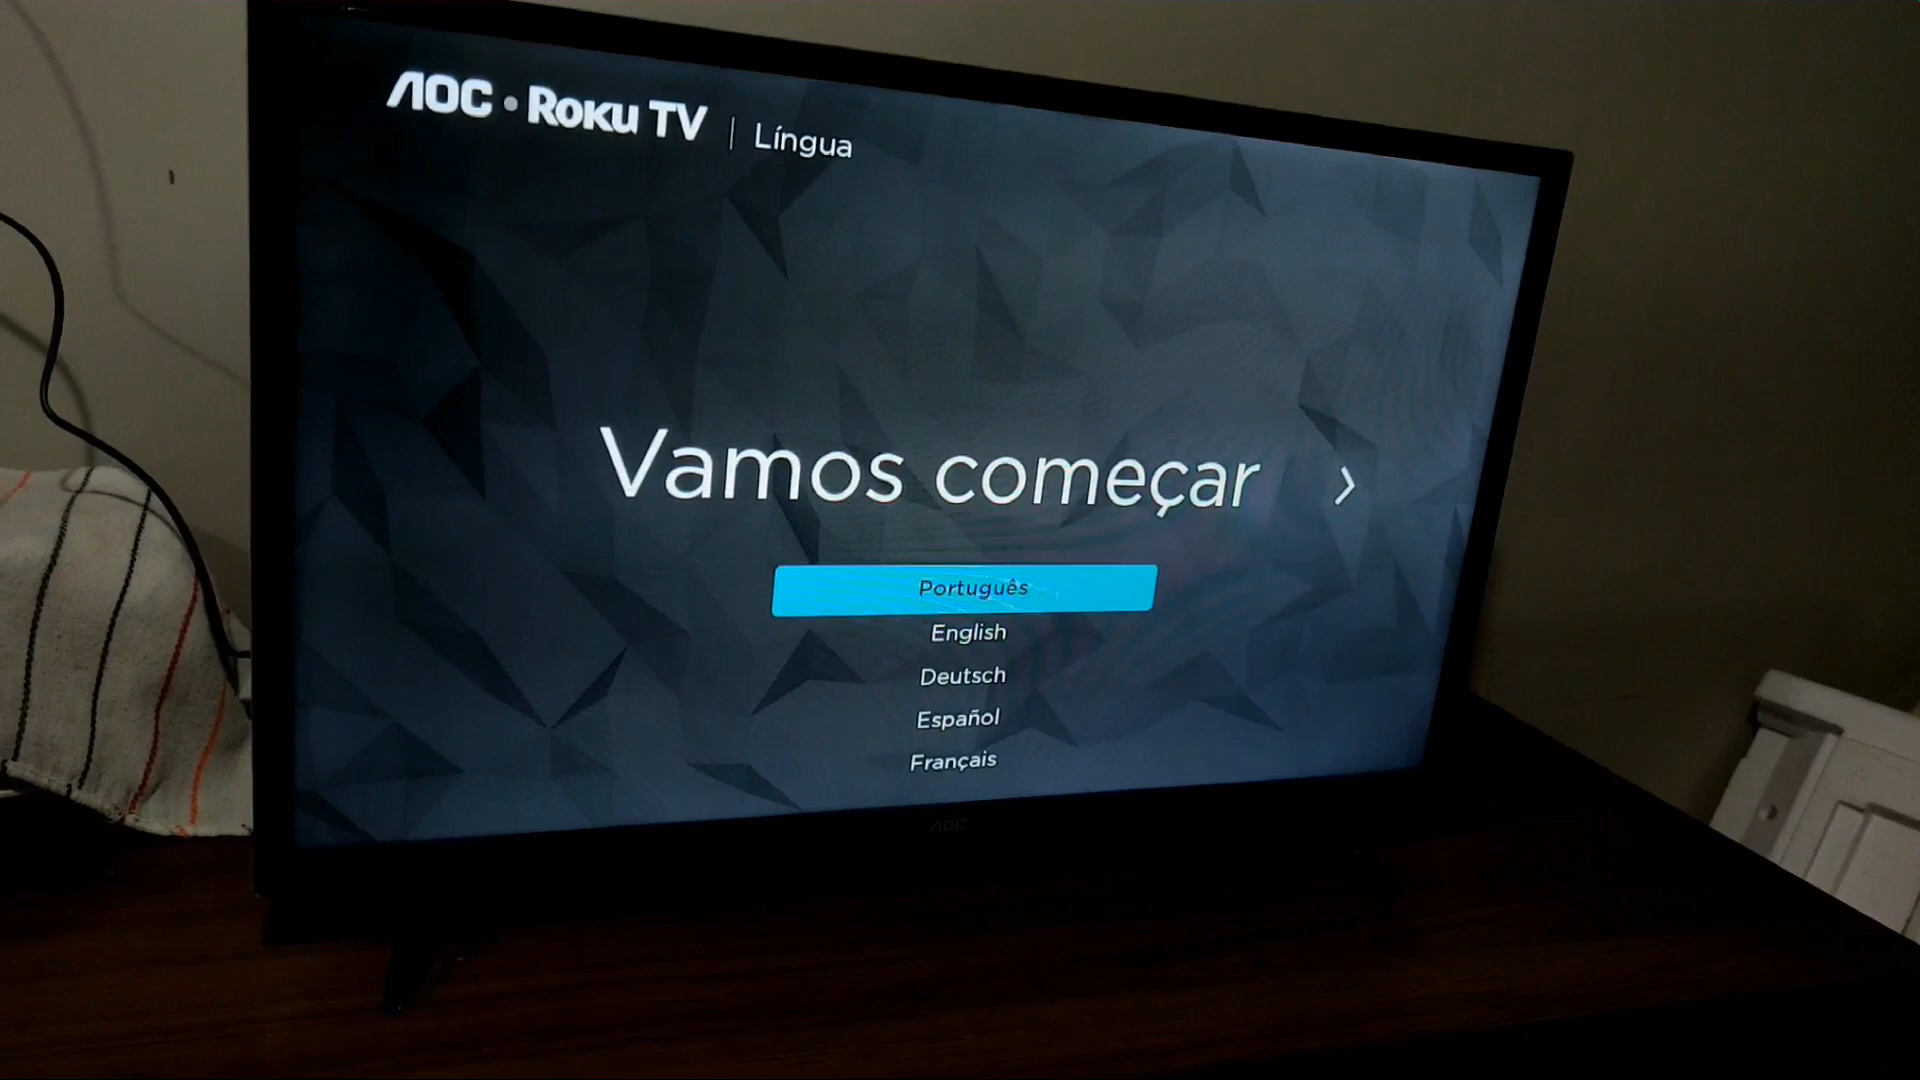 AOC • ROKU TV | Língua
Vamos começar >
Português
English
Deutsch
Español
Français
AOC